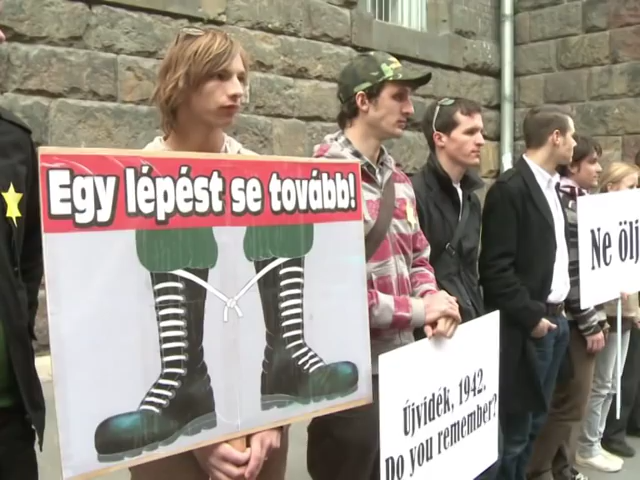 Egy lépést se tovább!
Újvidék, 1942.
Do you remember?
Ne ölj